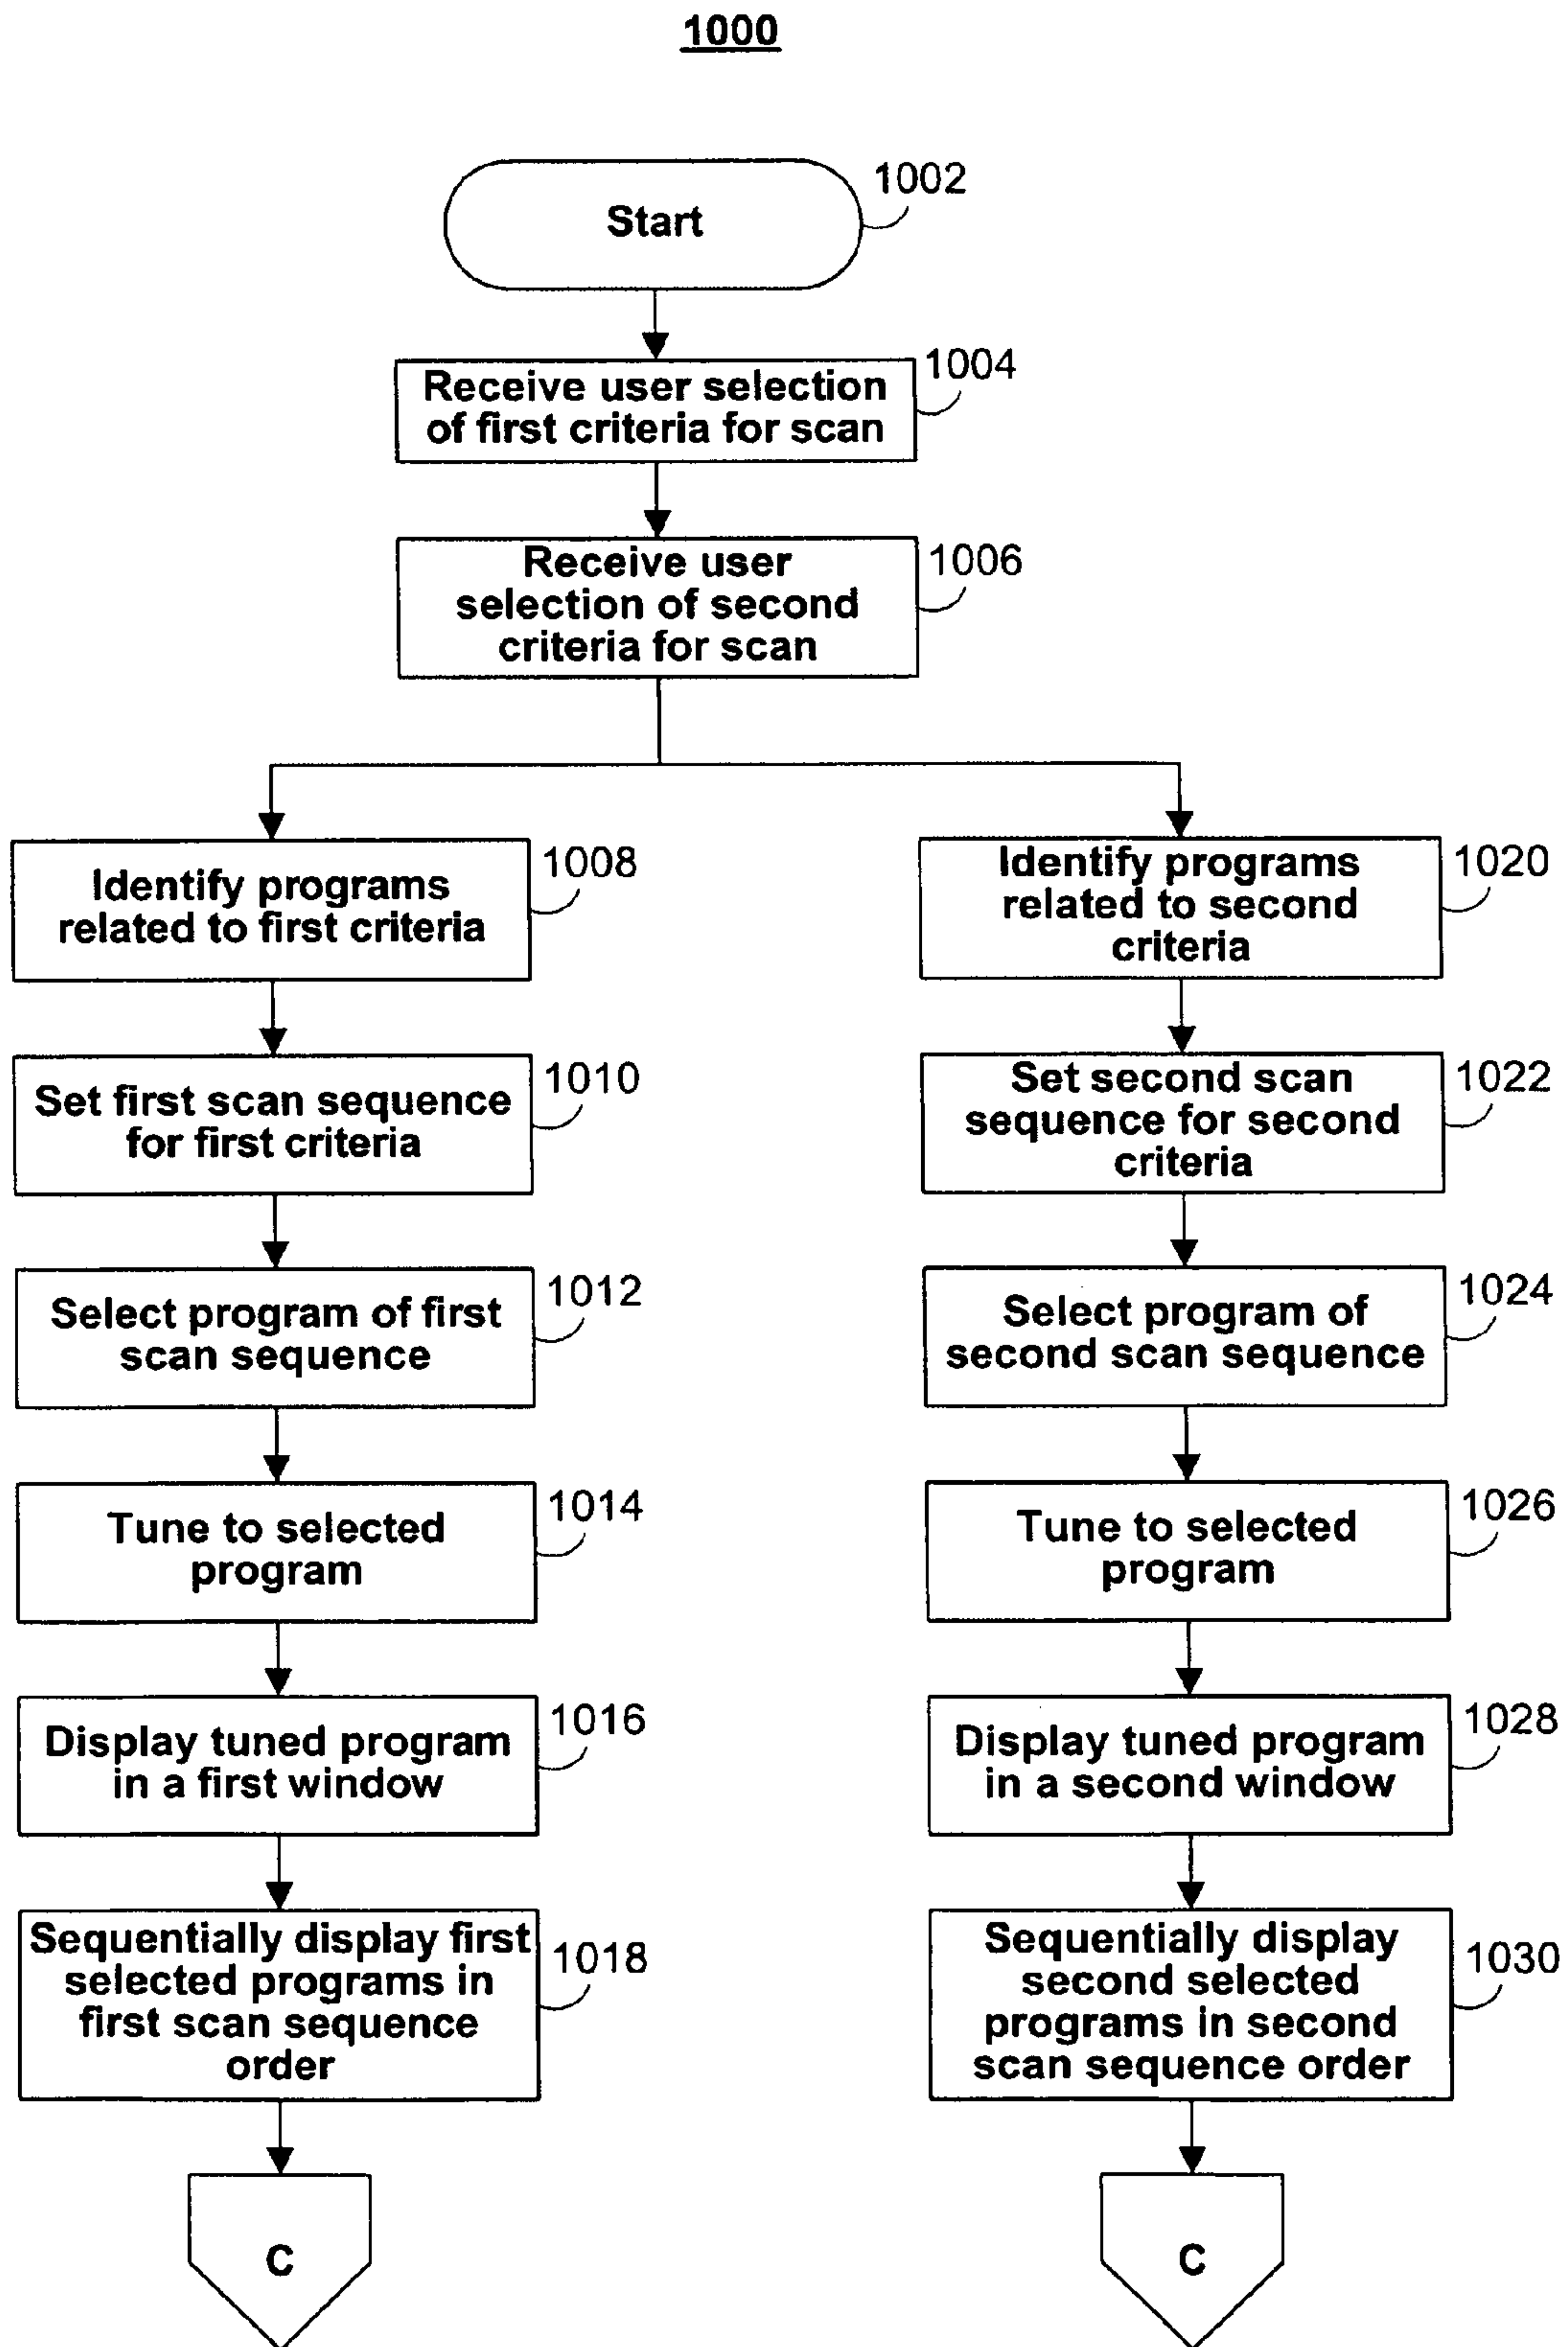 1000
Start
1002
Receive user selection
of first criteria for scan
1004
Receive user
selection of second
criteria for scan
1006
Identify programs
related to first criteria
1008
Set first scan sequence
for first criteria
1010
Select program of first
scan sequence
1012
Tune to selected
program
1014
Display tuned program
in a first window
1016
Sequentially display first
selected programs in
first scan sequence
order
1018
C
Identify programs
related to second
criteria
1020
Set second scan
sequence for second
criteria
1022
Select program of
second scan sequence
1024
Tune to selected
program
1026
Display tuned program
in a second window
1028
Sequentially display
second selected
programs in second
scan sequence order
1030
C